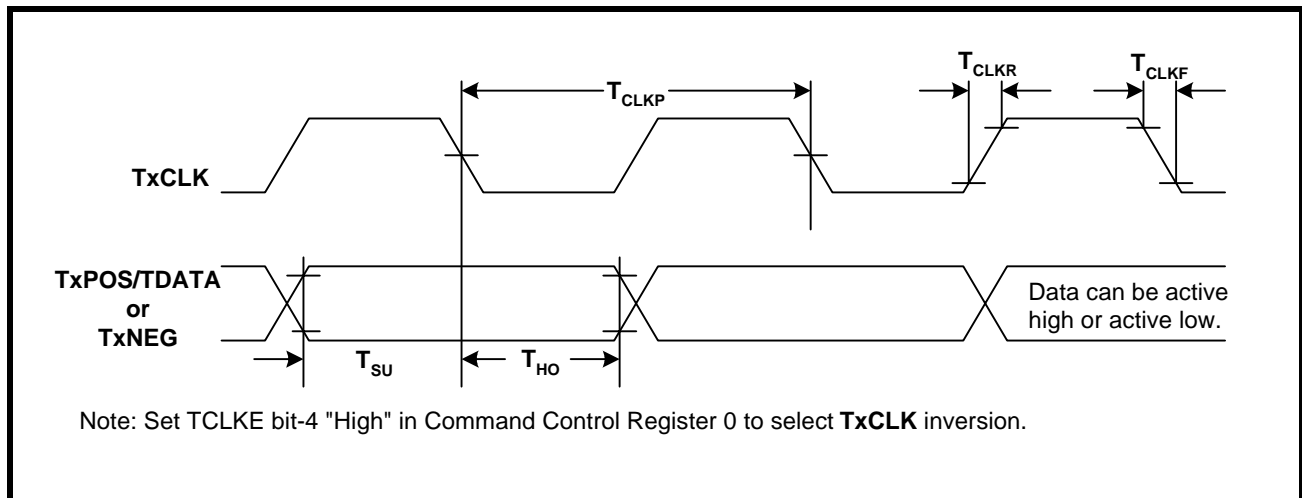 TCLKR
TCLKF
TCLKP
TxCLK
TxPOS/TDATA
or
TxNEG
Data can be active
high or active low.
TSU
THO
Note: Set TCLKE bit-4 "High" in Command Control Register 0 to select TxCLK inversion.